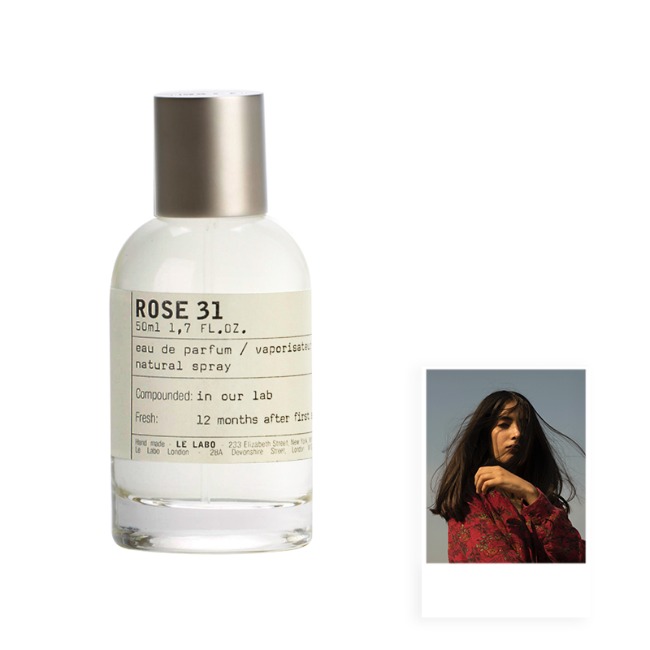 ROSE 31
50ml 1,7 FL.OZ.
eau de parfum / vaporisateur
natural spray
Compounded: in our lab
Fresh: 12 months after first
Hand made - LE LABO 233 Elizabeth Street, New York,
Le Labo London - 28A Devonshire Street, London